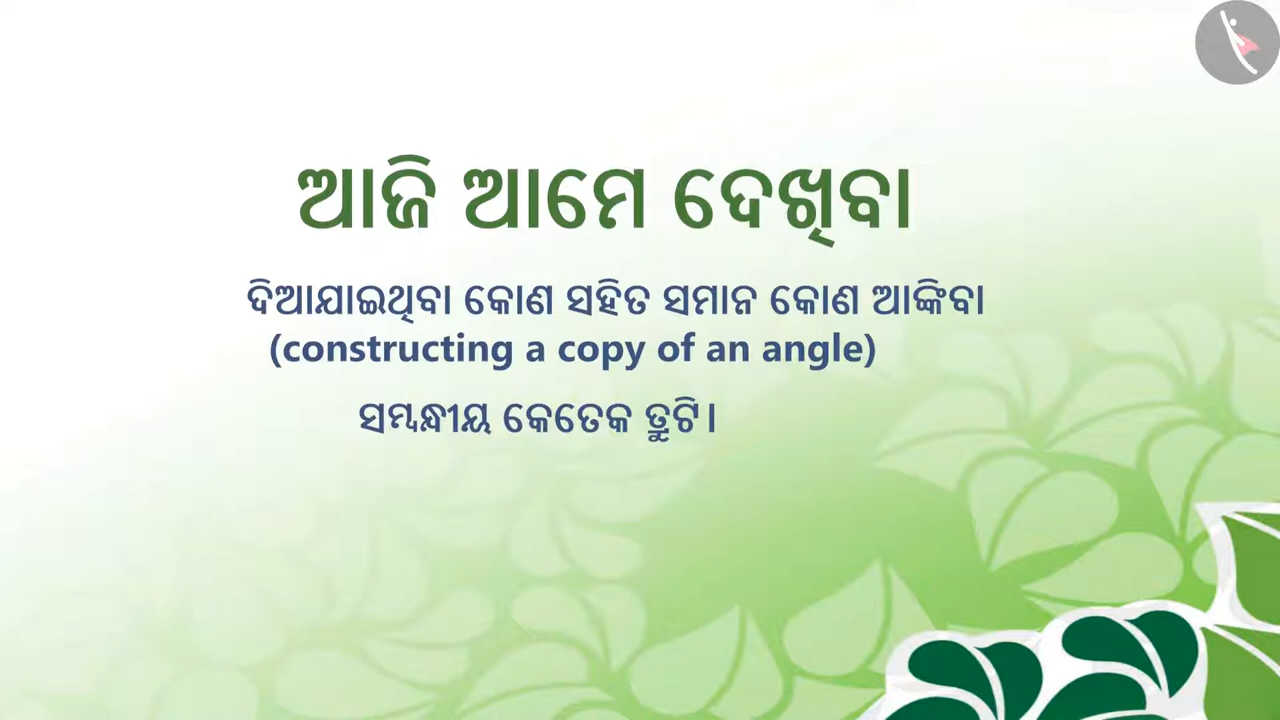 ଆଜି ଆମେ ଦେଖିବା
ଦିଆଯାଇଥିବା କୋଣ ସହିତ ସମାନ କୋଣ ଆଙ୍କିବା
(constructing a copy of an angle)
ସମ୍ବନ୍ଧୀୟ କେତେକ ତ୍ରୁଟି।